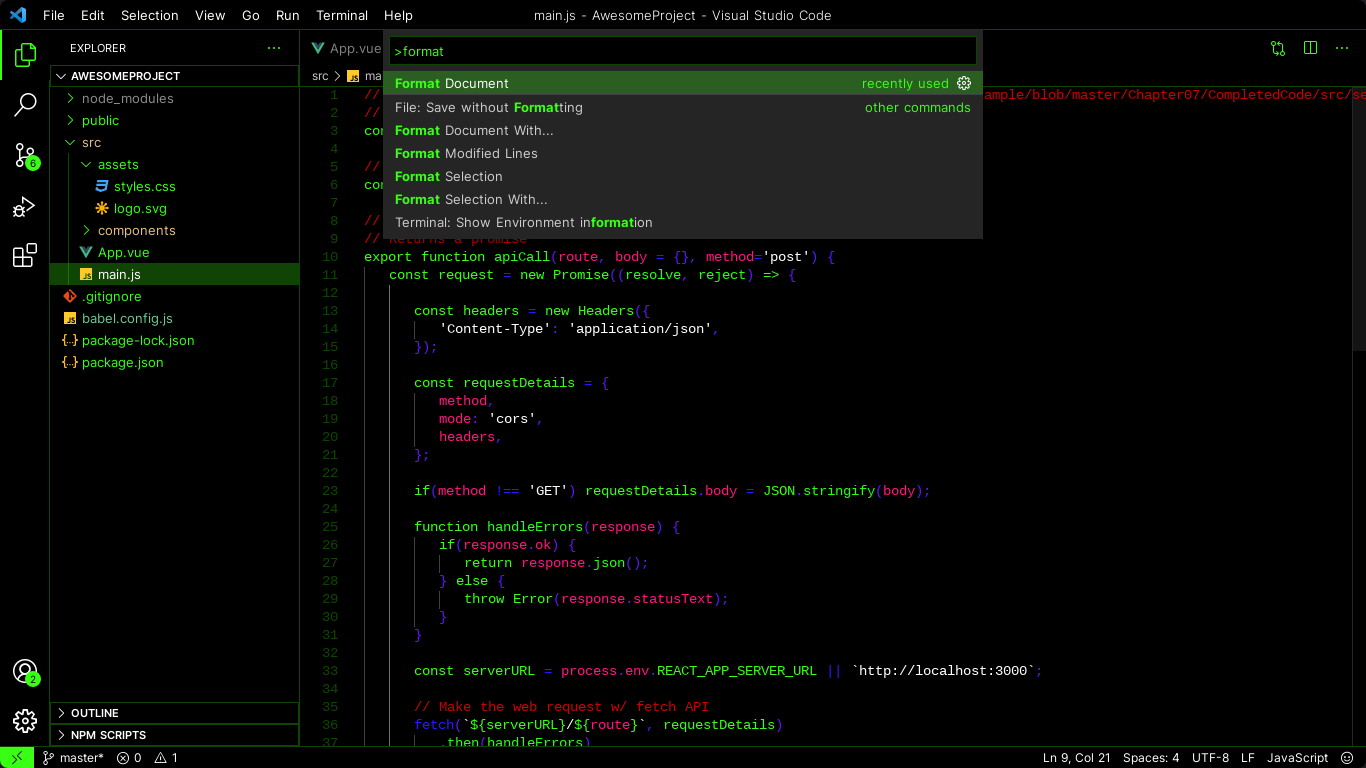 File Edit Selection View Go Run Terminal Help
main.js - AwesomeProject - Visual Studio Code
EXPLORER
AWESOMEPROJECT
node_modules
public
src
assets
styles.css
logo.svg
components
App.vue
JS main.js
.gitignore
JS babel.config.js
{..} package-lock.json
{..} package.json
OUTLINE
NPM SCRIPTS
6
2
App.vue
>format
src > JS ma
Format Document recently used
File: Save without Formatting other commands
Format Document With...
Format Modified Lines
Format Selection
Format Selection With...
Terminal: Show Environment information
1 // ample/blob/master/Chapter07/CompletedCode/src/se
2 //
3 con
4
5 //
6 con
7
8 //
9 // Returns a promise
10 export function apiCall(route, body = {}, method='post') {
11 const request = new Promise((resolve, reject) => {
12
13 const headers = new Headers({
14 'Content-Type': 'application/json',
15 });
16
17 const requestDetails = {
18 method,
19 mode: 'cors',
20 headers,
21 };
22
23 if(method !== 'GET') requestDetails.body = JSON.stringify(body);
24
25 function handleErrors(response) {
26 if(response.ok) {
27 return response.json();
28 } else {
29 throw Error(response.statusText);
30 }
31 }
32
33 const serverURL = process.env.REACT_APP_SERVER_URL || `http://localhost:3000`;
34
35 // Make the web request w/ fetch API
36 fetch(`${serverURL}/${route}`, requestDetails)
37 .then(handleErrors)
master* 0 1
Ln 9, Col 21 Spaces: 4 UTF-8 LF JavaScript